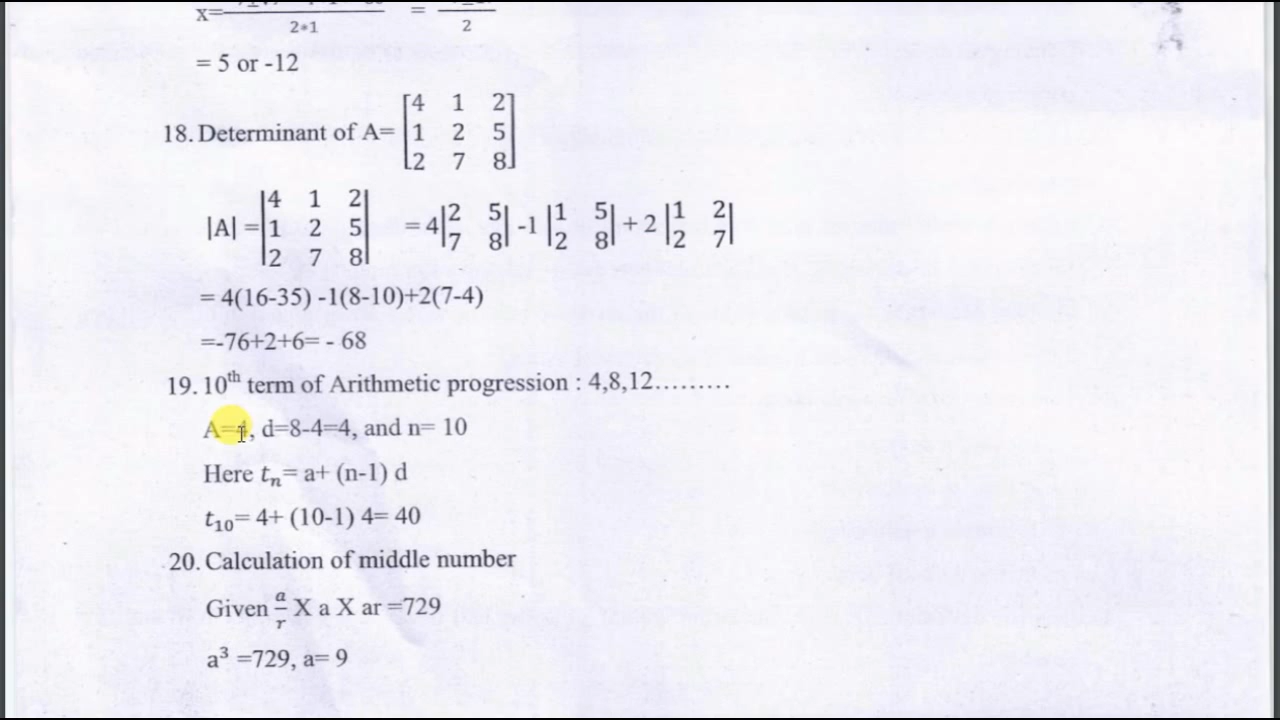 x= = 
2*1 2
= 5 or -12
18. Determinant of A= [4 1 2
1 2 5
2 7 8]
|A| = |4 1 2
1 2 5
2 7 8| = 4|2 5
7 8| -1 |1 5
2 8| + 2 |1 2
2 7|
= 4(16-35) -1(8-10)+2(7-4)
=-76+2+6= - 68
19. 10th term of Arithmetic progression : 4,8,12………
A=4, d=8-4=4, and n= 10
Here tₙ= a+ (n-1) d
t₁₀= 4+ (10-1) 4= 40
20. Calculation of middle number
Given a/r X a X ar =729
a³ =729, a= 9